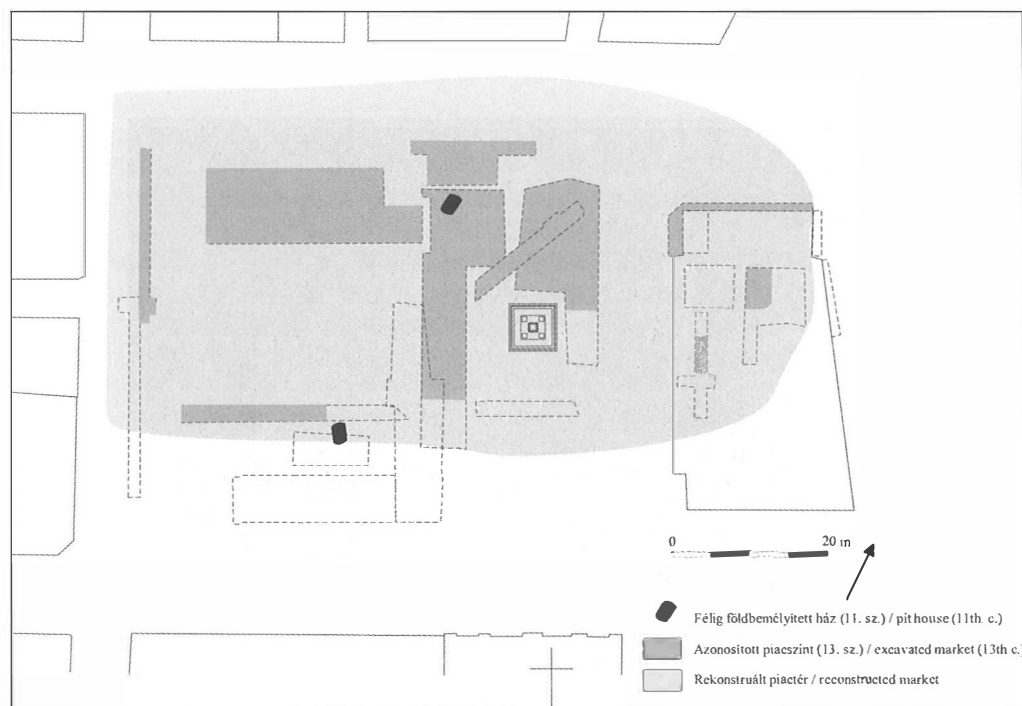 0 20 m
Félig földbemélyített ház (11. sz.) / pit house (11th. c.)
Azonosított piacszint (13. sz.) / excavated market (13th c.)
Rekonstruált piactér / reconstructed market